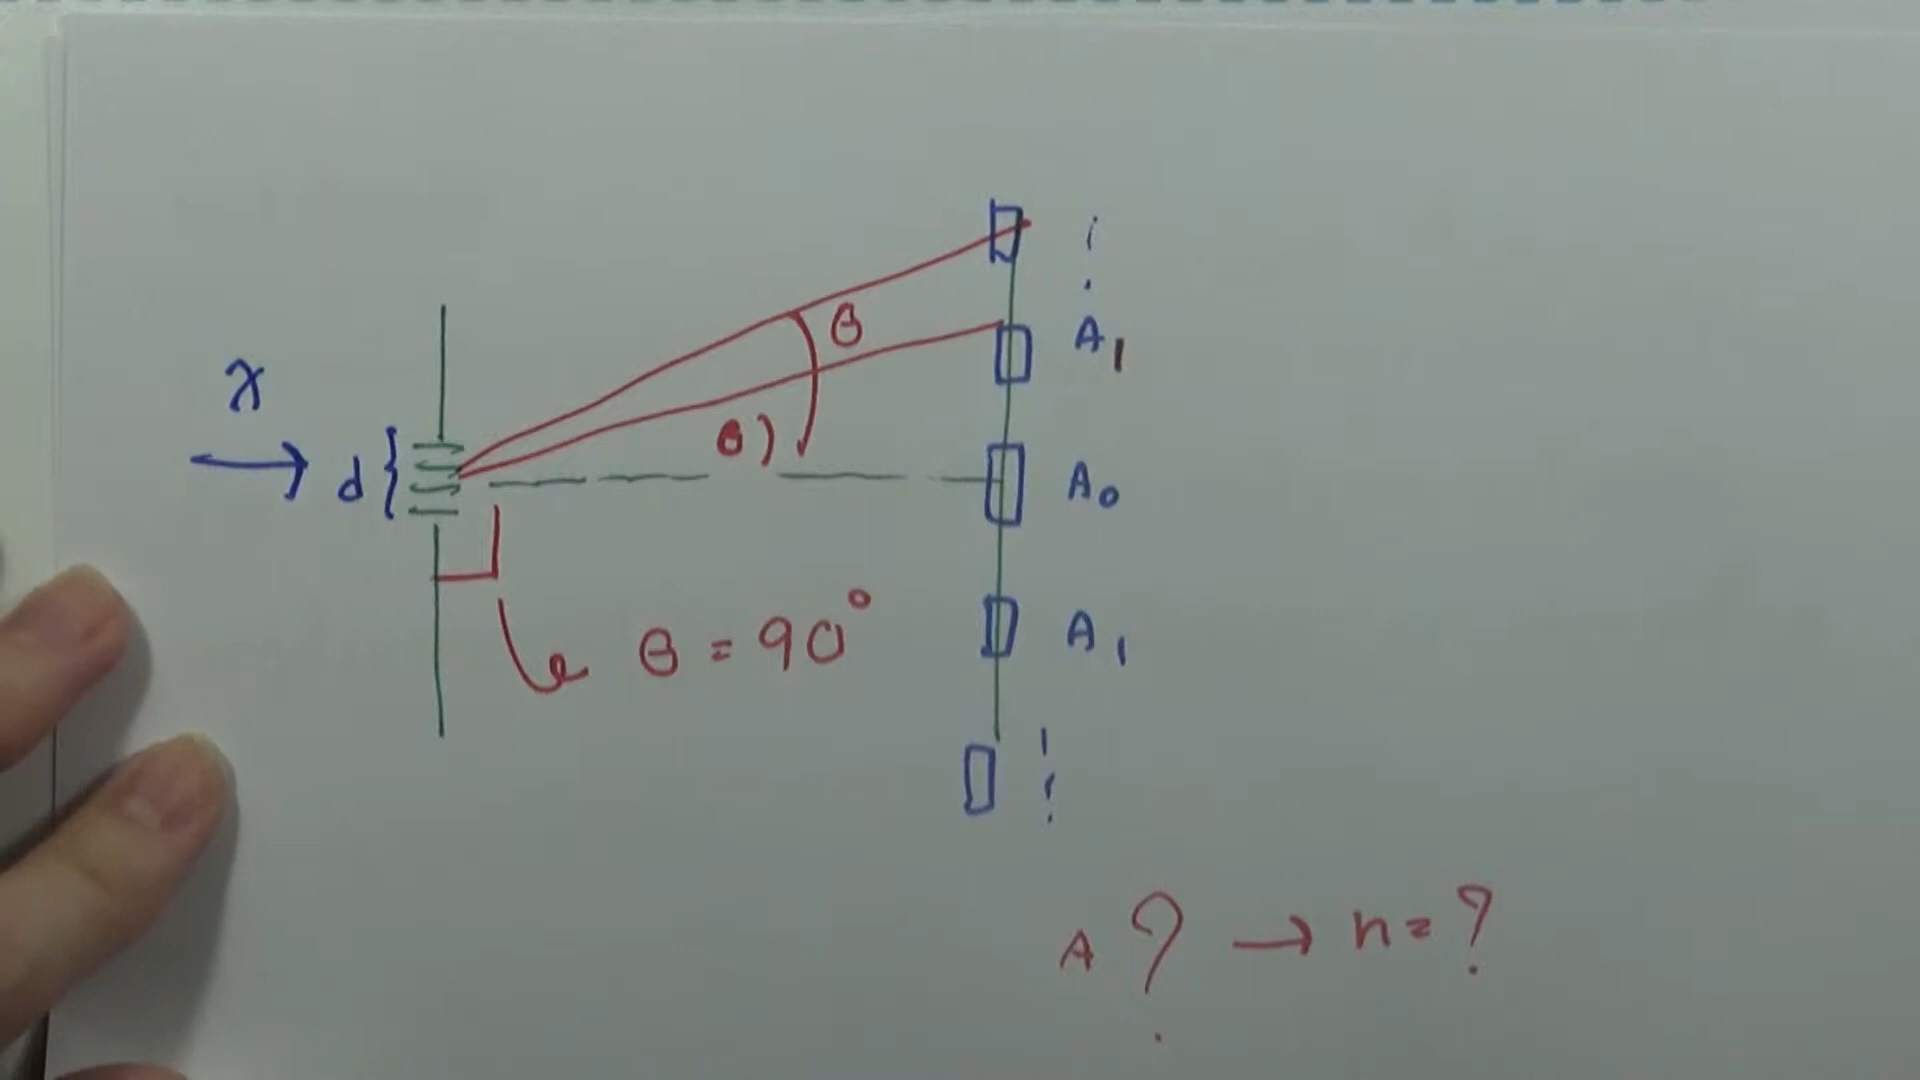 λ
d {
θ
θ)
A₁
A₀
θ = 90°
A₁
A ? → n = ?